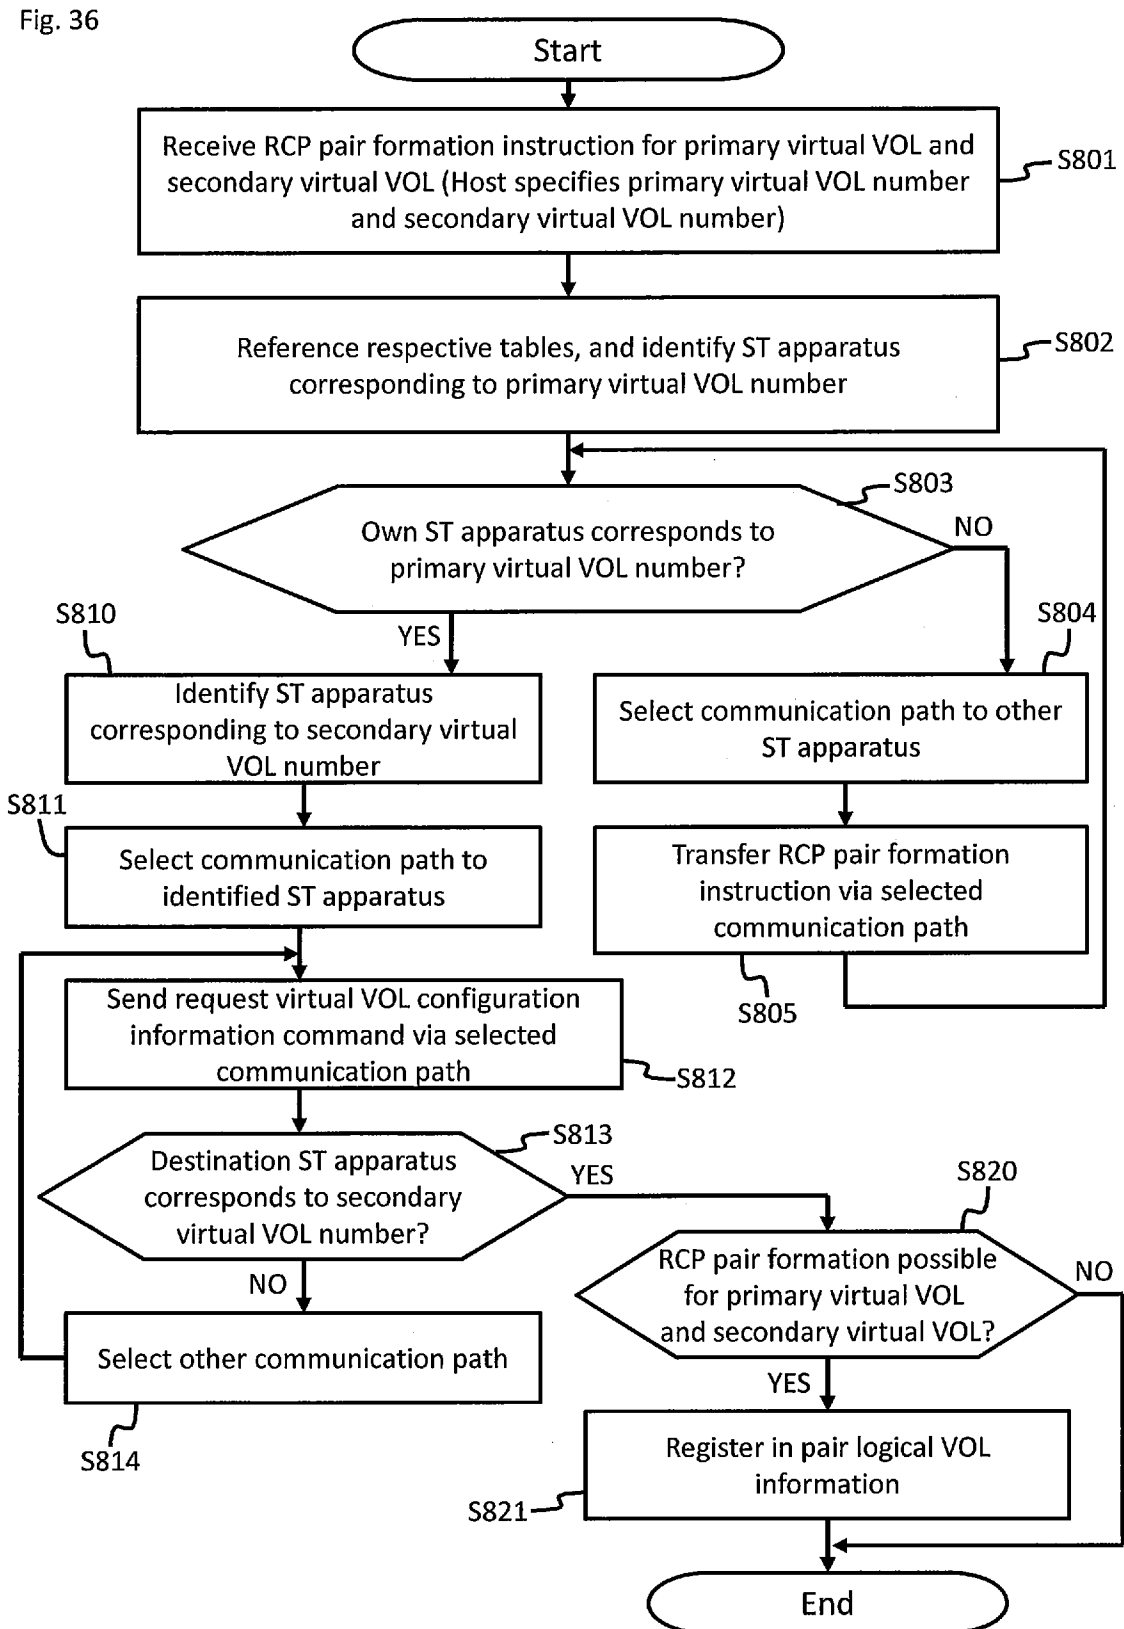 Fig. 36
Start
Receive RCP pair formation instruction for primary virtual VOL and
secondary virtual VOL (Host specifies primary virtual VOL number
and secondary virtual VOL number)
S801
Reference respective tables, and identify ST apparatus
corresponding to primary virtual VOL number
S802
S803
Own ST apparatus corresponds to
primary virtual VOL number?
NO
YES
S810
S804
Identify ST apparatus
corresponding to secondary virtual
VOL number
Select communication path to other
ST apparatus
S811
Select communication path to
identified ST apparatus
Transfer RCP pair formation
instruction via selected
communication path
S805
Send request virtual VOL configuration
information command via selected
communication path
S812
S813
Destination ST apparatus
corresponds to secondary
virtual VOL number?
YES
NO
S820
RCP pair formation possible
for primary virtual VOL
and secondary virtual VOL?
NO
YES
Select other communication path
S814
Register in pair logical VOL
information
S821
End